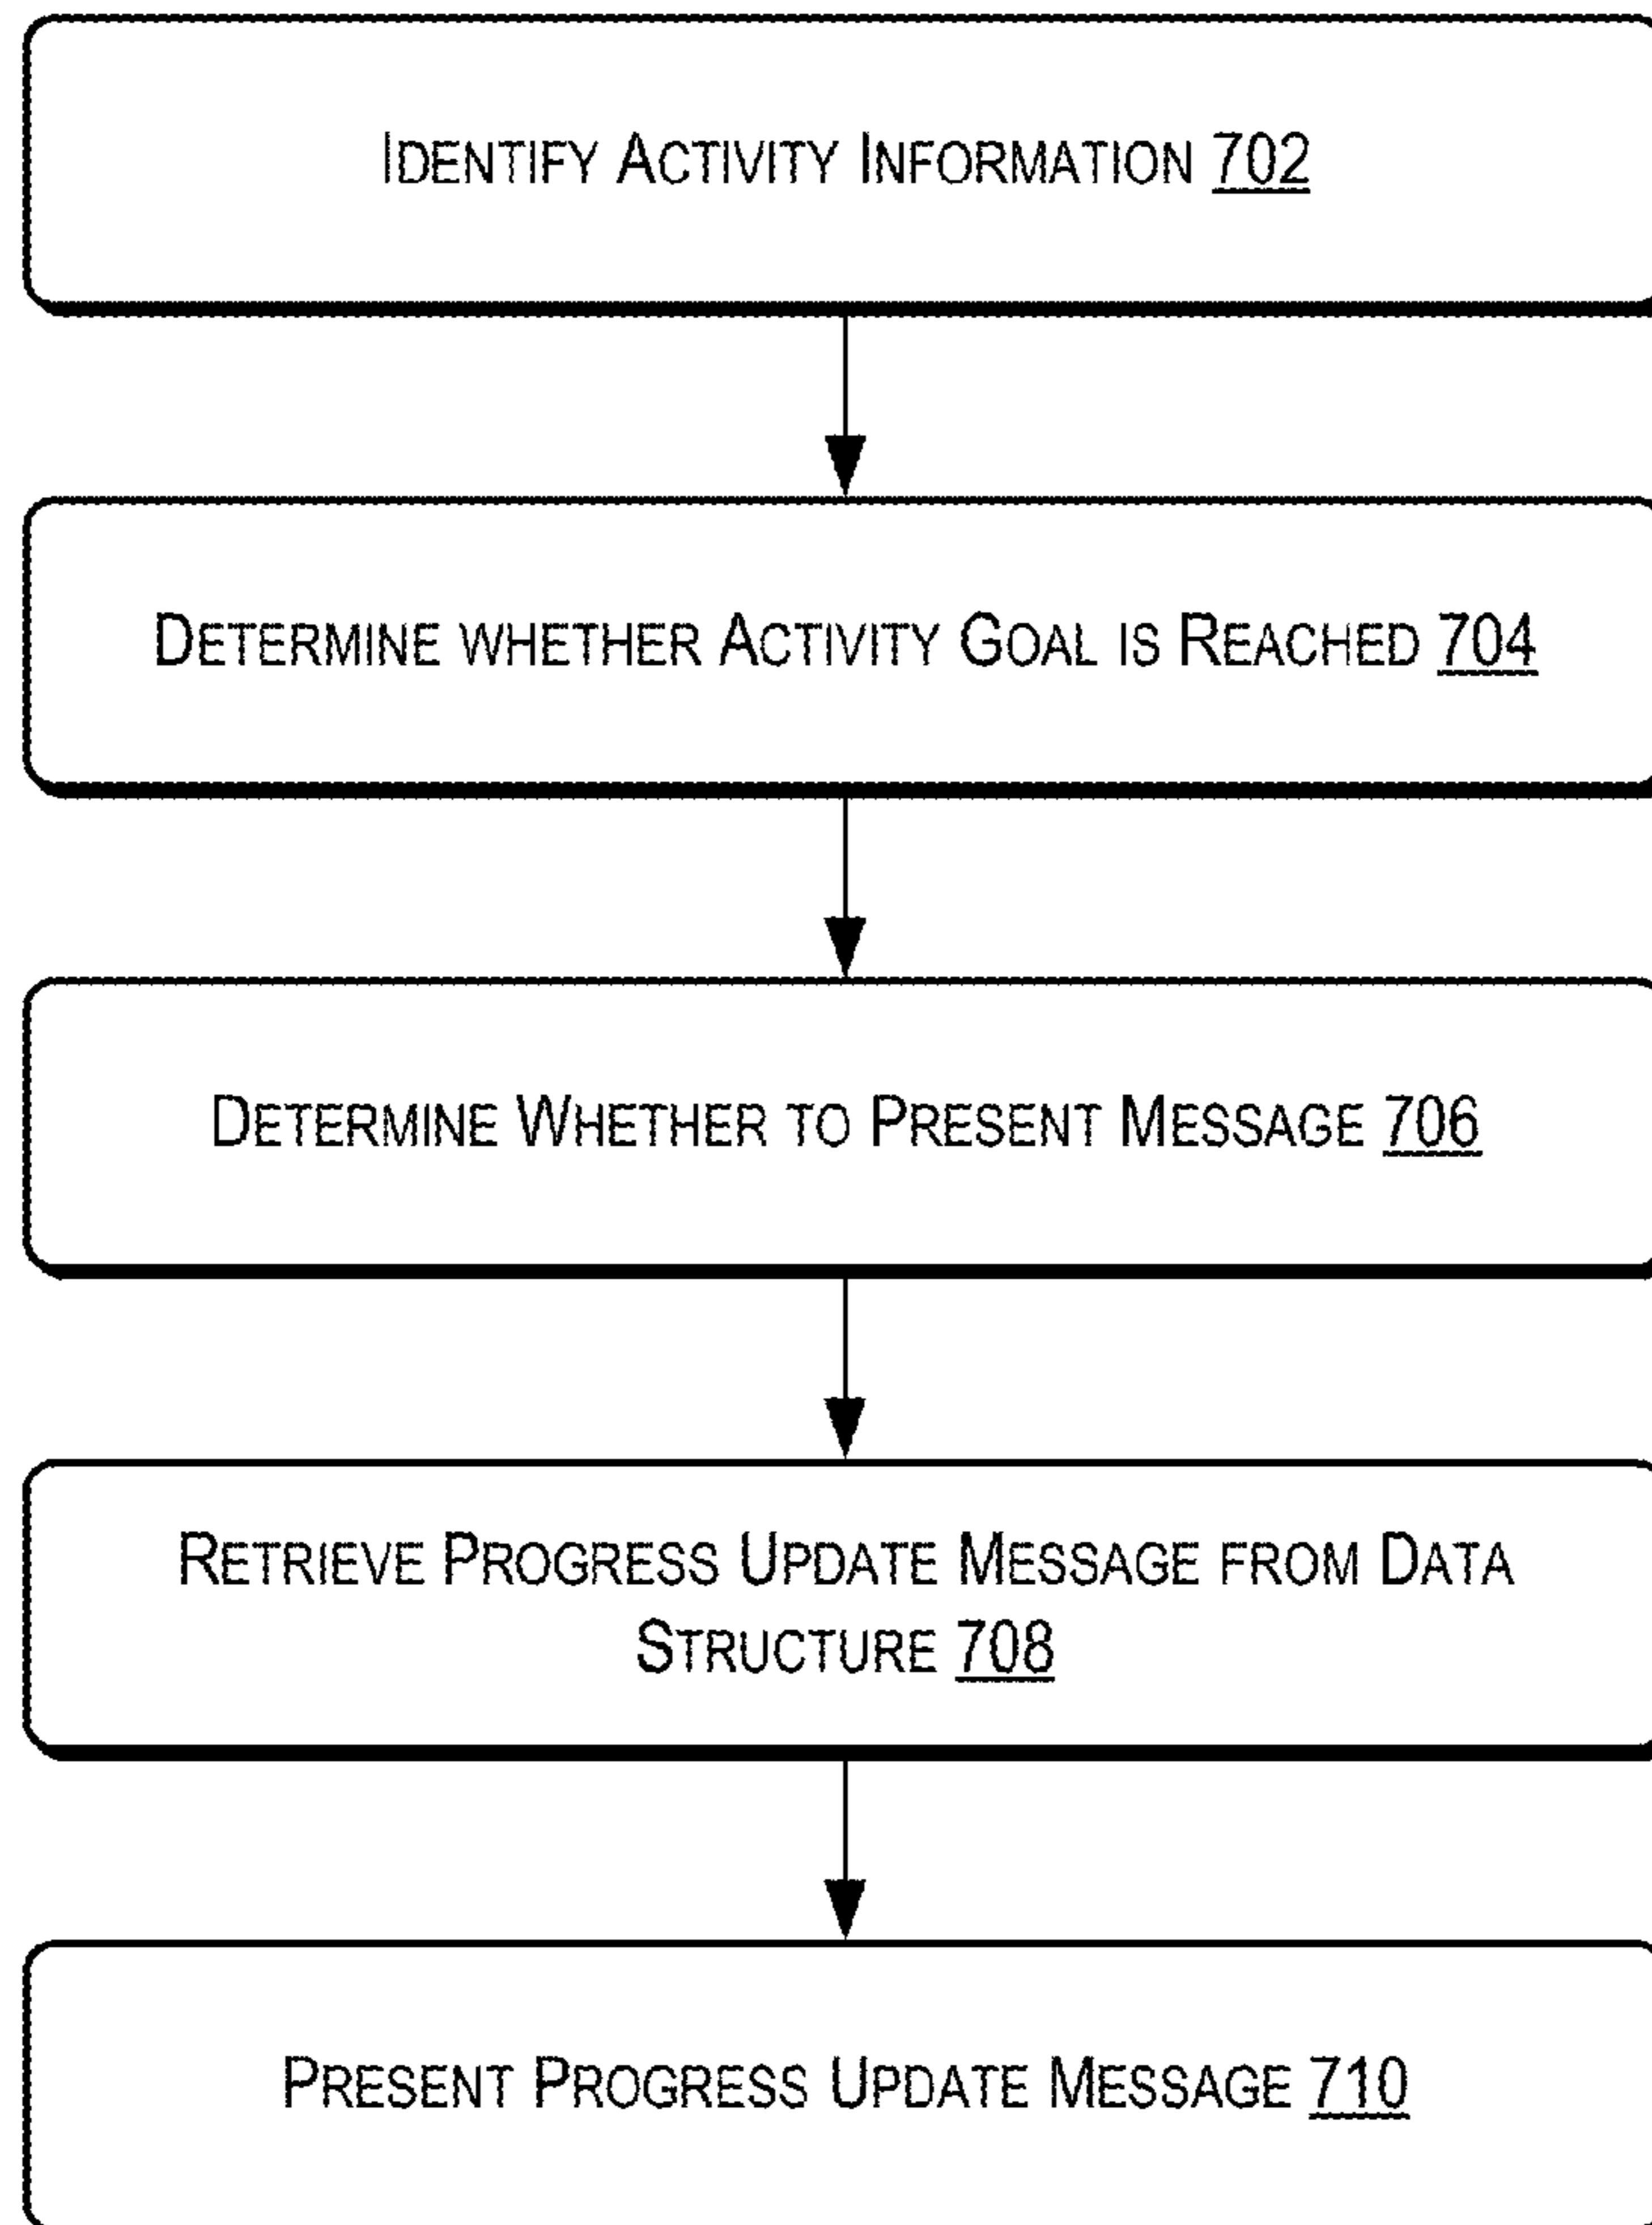 IDENTIFY ACTIVITY INFORMATION 702
DETERMINE WHETHER ACTIVITY GOAL IS REACHED 704
DETERMINE WHETHER TO PRESENT MESSAGE 706
RETRIEVE PROGRESS UPDATE MESSAGE FROM DATA
STRUCTURE 708
PRESENT PROGRESS UPDATE MESSAGE 710